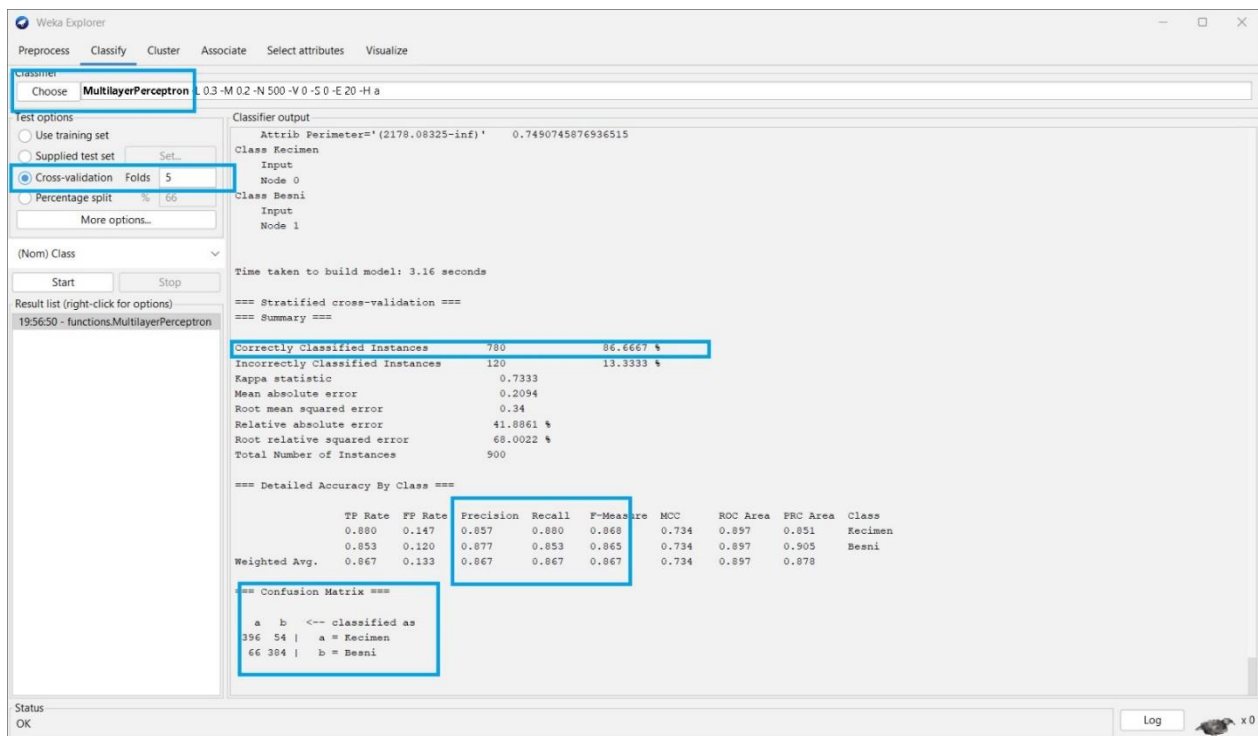 Weka Explorer
Preprocess Classify Cluster Associate Select attributes Visualize
Classifier
Choose MultilayerPerceptron -L 0.3 -M 0.2 -N 500 -V 0 -S 0 -E 20 -H a
Test options
Use training set
Supplied test set Set...
Cross-validation Folds 5
Percentage split % 66
More options...
(Nom) Class
Start Stop
Result list (right-click for options)
19:56:50 - functions.MultilayerPerceptron
Classifier output
Attrib Perimeter='(2178.08325-inf)' 0.7490745876936515
Class Kecimen
Input
Node 0
Class Besni
Input
Node 1
Time taken to build model: 3.16 seconds
=== Stratified cross-validation ===
=== Summary ===
Correctly Classified Instances 780 86.6667 %
Incorrectly Classified Instances 120 13.3333 %
Kappa statistic 0.7333
Mean absolute error 0.2094
Root mean squared error 0.34
Relative absolute error 41.8861 %
Root relative squared error 68.0022 %
Total Number of Instances 900
=== Detailed Accuracy By Class ===
TP Rate FP Rate Precision Recall F-Measure MCC ROC Area PRC Area Class
0.880 0.147 0.857 0.880 0.868 0.734 0.897 0.851 Kecimen
0.853 0.120 0.877 0.853 0.865 0.734 0.897 0.905 Besni
Weighted Avg. 0.867 0.133 0.867 0.867 0.867 0.734 0.897 0.878
=== Confusion Matrix ===
a b <-- classified as
396 54 | a = Kecimen
66 384 | b = Besni
Status
OK
Log x 0